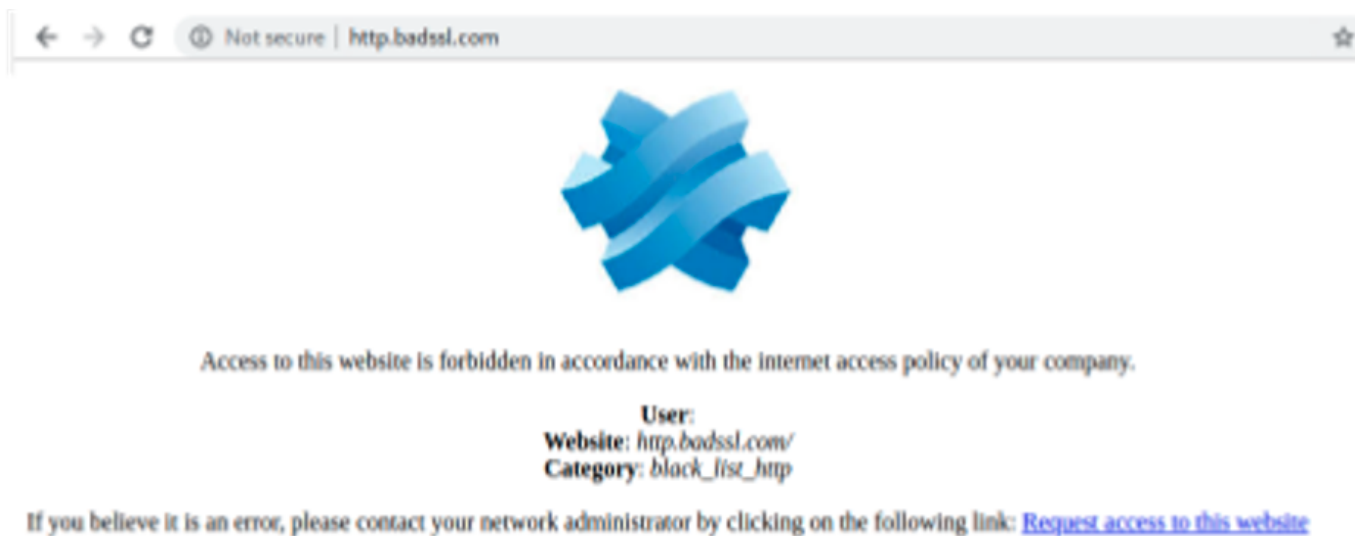 Not secure | http.badssl.com
Access to this website is forbidden in accordance with the internet access policy of your company.
User:
Website: http.badssl.com/
Category: black_list_http
If you believe it is an error, please contact your network administrator by clicking on the following link: Request access to this website